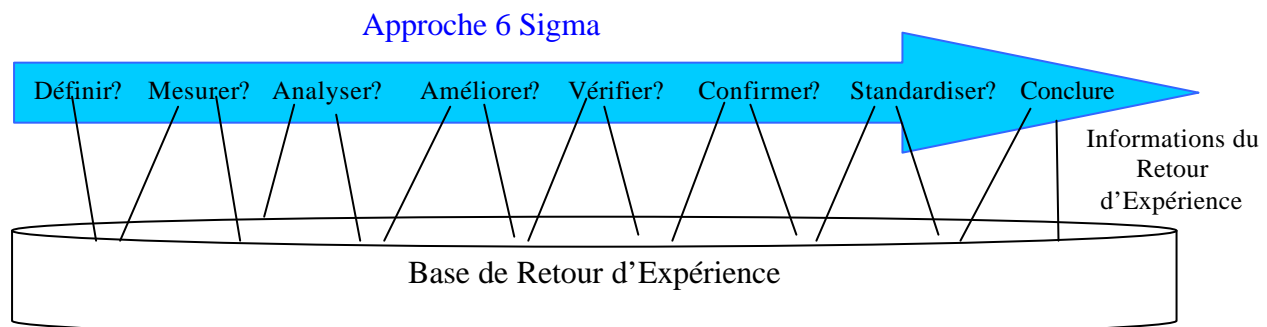 Approche 6 Sigma
Définir? Mesurer? Analyser? Améliorer? Vérifier? Confirmer? Standardiser? Conclure
Informations du
Retour
d’Expérience
Base de Retour d’Expérience